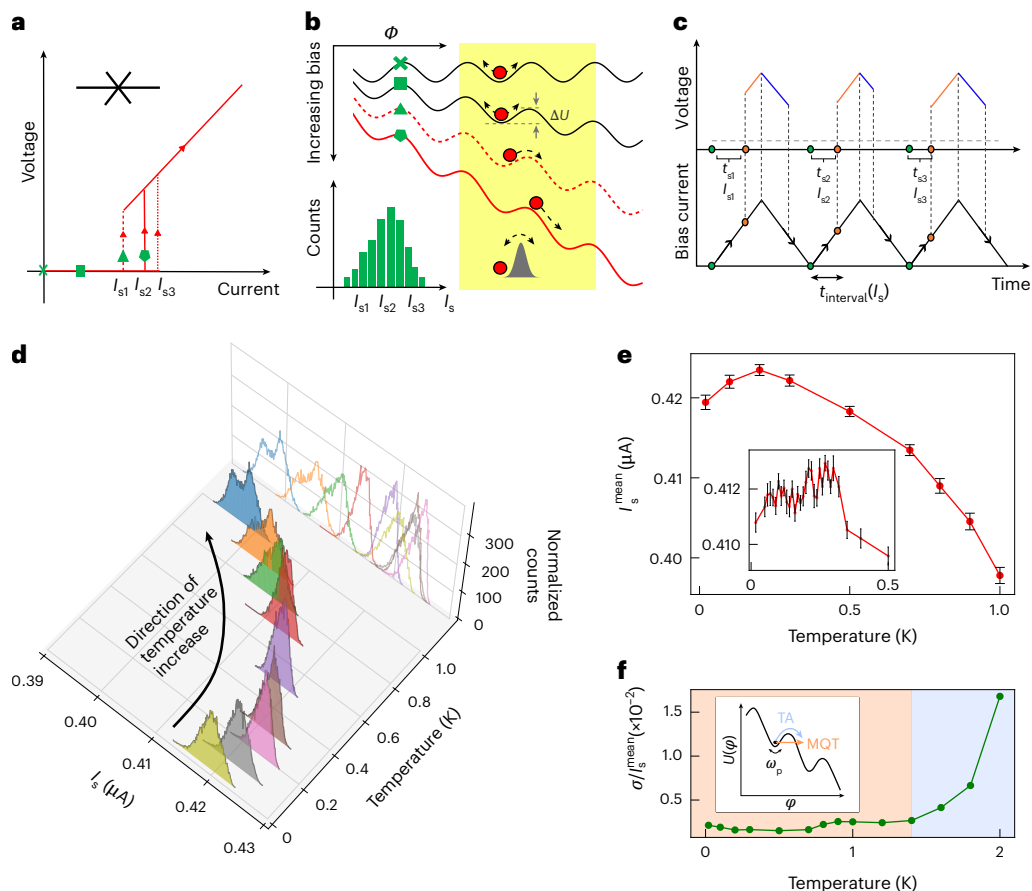 a
Voltage
I_s1 I_s2 I_s3
Current
b
Φ
Increasing bias
ΔU
Counts
I_s1 I_s2 I_s3 I_s
c
Voltage
t_s1 t_s2 t_s3
I_s1 I_s2 I_s3
Bias current
Time
t_interval(I_s)
d
Direction of
temperature
increase
0.39
0.40
0.41
0.42
0.43
I_s (μA)
0
0.2
0.4
0.6
0.8
1.0
Temperature (K)
300
200
100
0
Normalized
counts
e
I_s^mean (μA)
0.42
0.41
0.40
0.412
0.410
0 0.5
0 0.5 1.0
Temperature (K)
f
σ/I_s^mean(×10⁻²)
1.5
1.0
0.5
U(φ)
TA
MQT
ω_p
φ
0 1 2
Temperature (K)